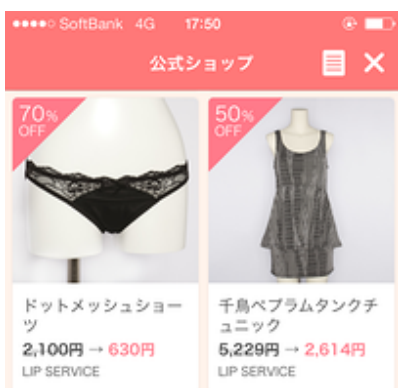 SoftBank 4G 17:50
公式ショップ
70%
OFF
50%
OFF
ドットメッシュショー
ツ
2,100円 → 630円
LIP SERVICE
千鳥ペプラムタンクチ
ュニック
5,229円 → 2,614円
LIP SERVICE